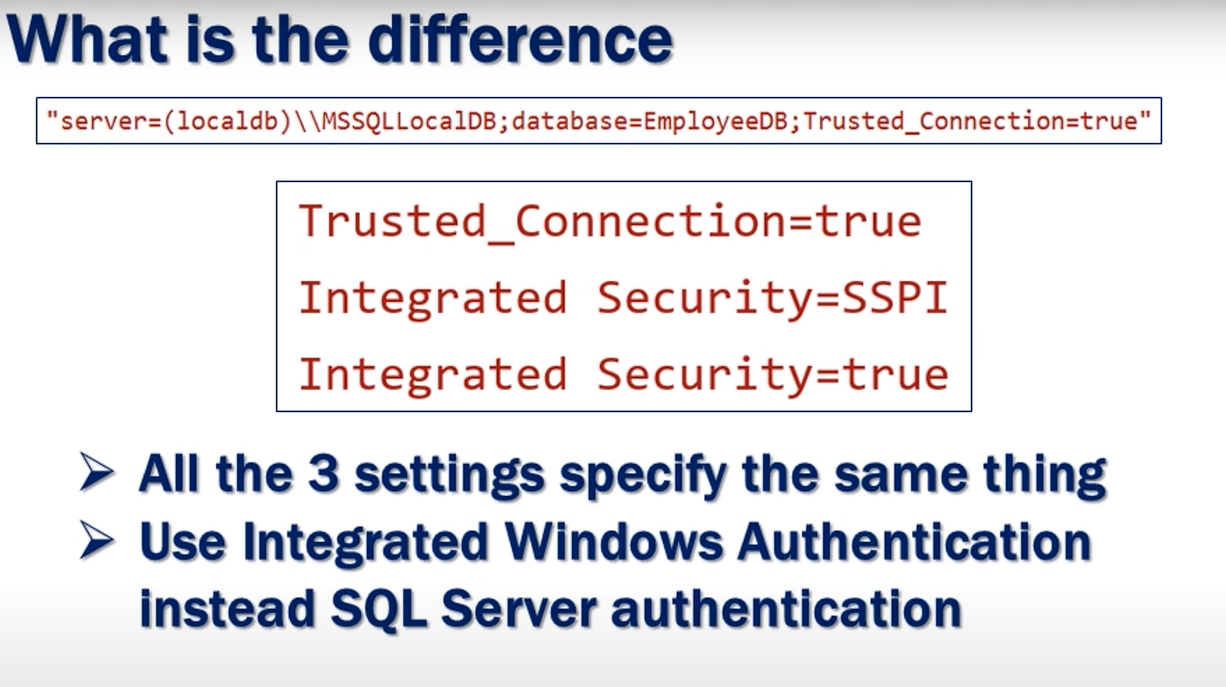 What is the difference
"server=(localdb)\\MSSQLLocalDB;database=EmployeeDB;Trusted_Connection=true"
Trusted_Connection=true
Integrated Security=SSPI
Integrated Security=true
➢ All the 3 settings specify the same thing
➢ Use Integrated Windows Authentication
instead SQL Server authentication